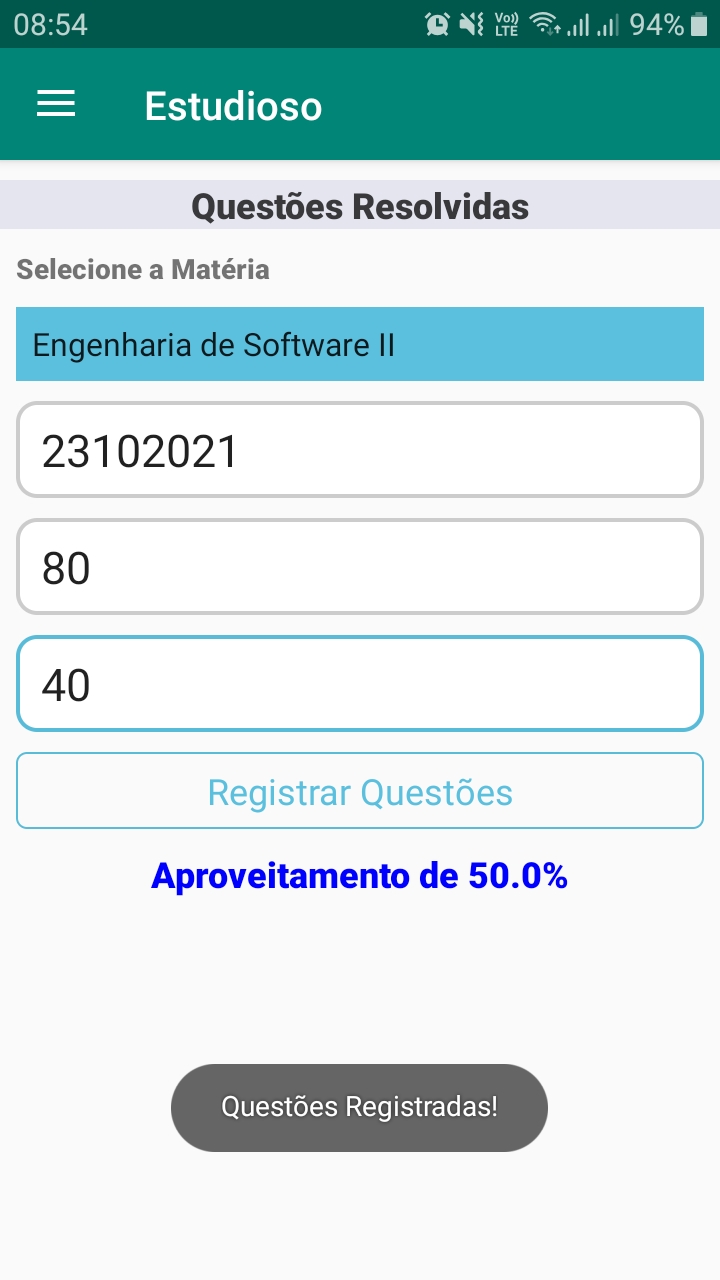 08:54
Vo)) LTE 94%
Estudioso
Questões Resolvidas
Selecione a Matéria
Engenharia de Software II
23102021
80
40
Registrar Questões
Aproveitamento de 50.0%
Questões Registradas!